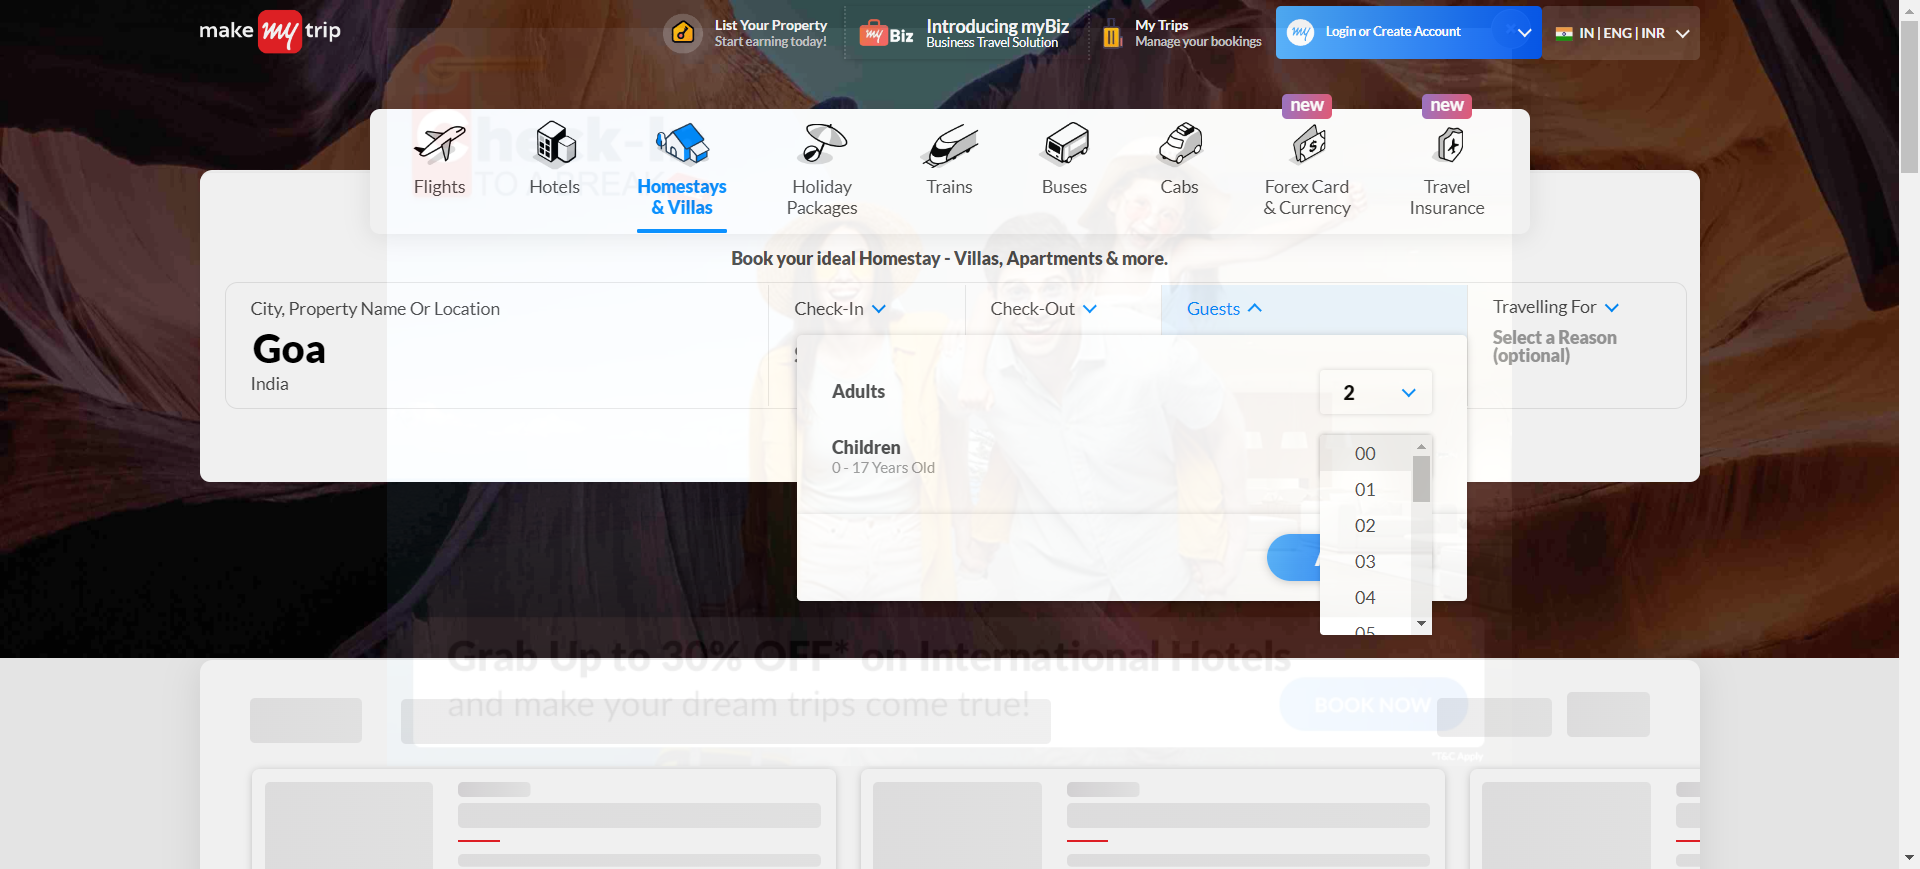 make my trip
List Your Property
Start earning today!
my Biz
Introducing myBiz
Business Travel Solution
My Trips
Manage your bookings
my
Login or Create Account
IN | ENG | INR
new
new
Flights
Hotels
Homestays
& Villas
Holiday
Packages
Trains
Buses
Cabs
Forex Card
& Currency
Travel
Insurance
TO A BREAK
Book your ideal Homestay - Villas, Apartments & more.
City, Property Name Or Location
Goa
India
Check-In
Check-Out
Guests
Travelling For
Select a Reason
(optional)
Adults
2
Children
0 - 17 Years Old
00
01
02
03
04
05
Grab Up to 30% OFF* on International Hotels
and make your dream trips come true!
BOOK NOW
*T&C Apply